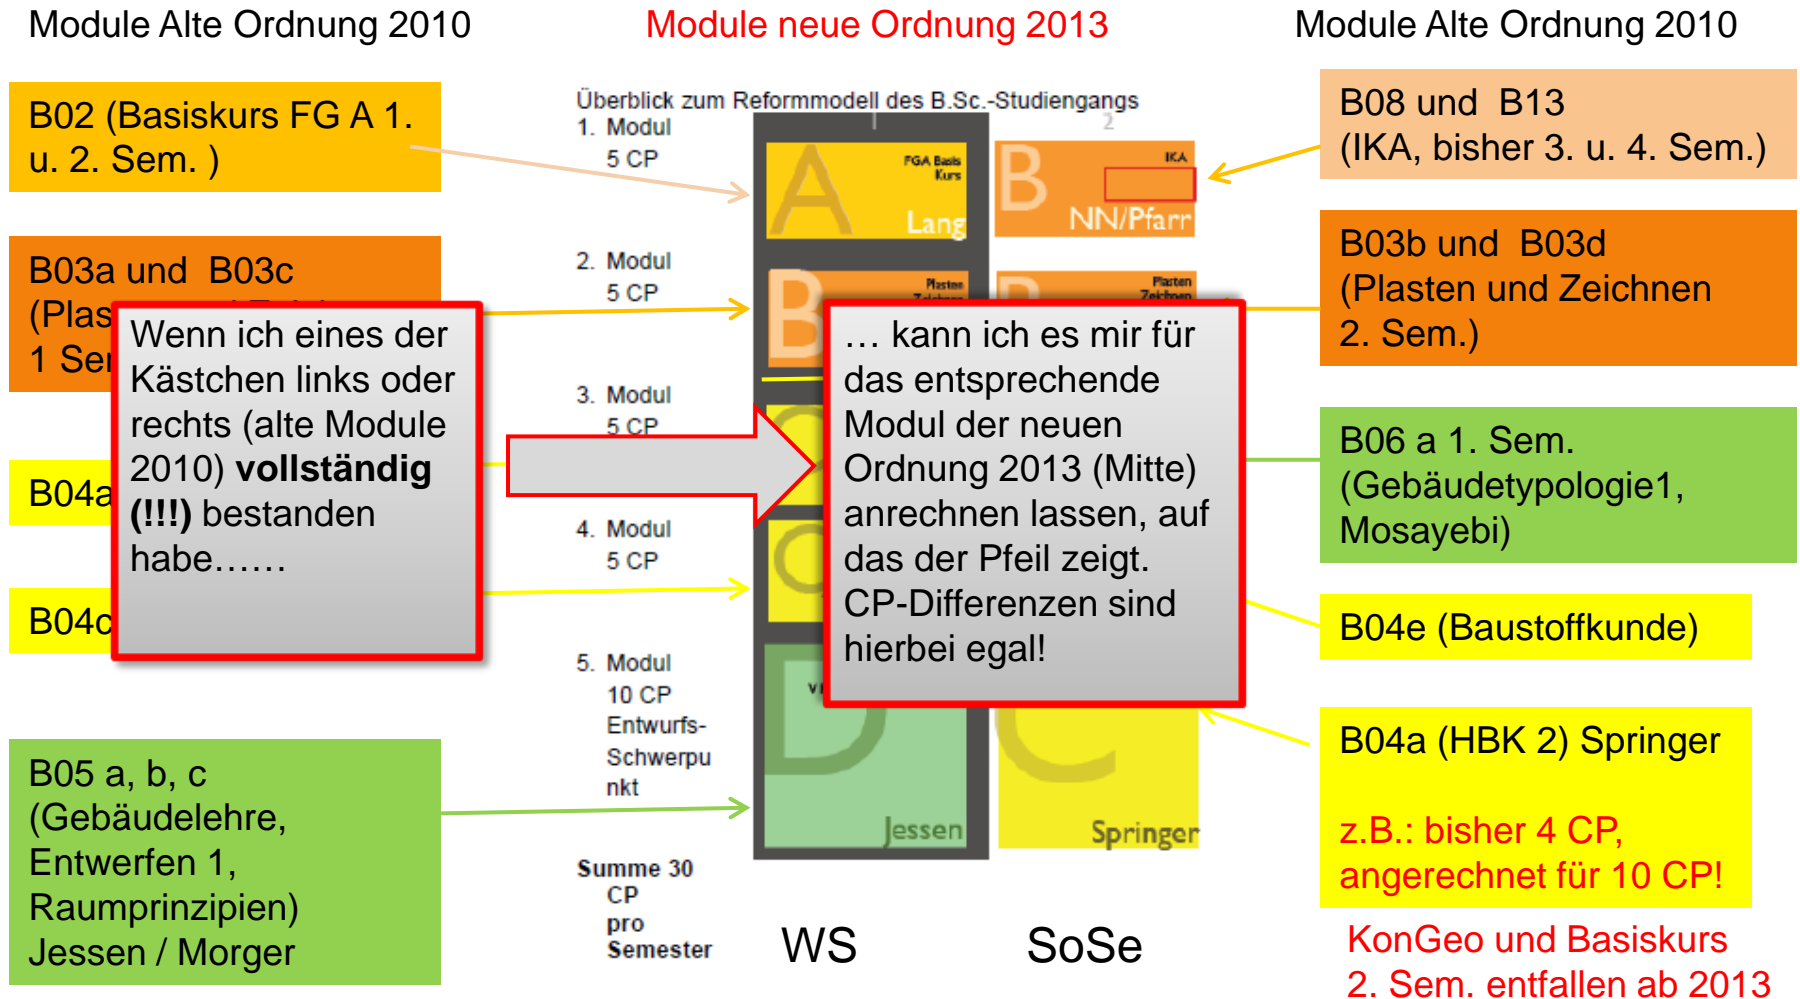 Module Alte Ordnung 2010
Module neue Ordnung 2013
Module Alte Ordnung 2010
B02 (Basiskurs FG A 1.
u. 2. Sem. )
B03a und  B03c
(Plas
1 Se
B04a
B04c
B05 a, b, c
(Gebäudelehre,
Entwerfen 1,
Raumprinzipien)
Jessen / Morger
Wenn ich eines der
Kästchen links oder
rechts (alte Module
2010) vollständig
(!!!) bestanden
habe……
Überblick zum Reformmodell des B.Sc.-Studiengangs
1. Modul
5 CP
2. Modul
5 CP
3. Modul
5 CP
4. Modul
5 CP
5. Modul
10 CP
Entwurfs-
Schwerpu
nkt
Summe 30
CP
pro
Semester
1
2
A
FGA Basis
Kurs
Lang
B
IKA
NN/Pfarr
B
Plasten
Zeichnen
B
Plasten
Zeichnen
C
C
D
Jessen
C
Springer
… kann ich es mir für
das entsprechende
Modul der neuen
Ordnung 2013 (Mitte)
anrechnen lassen, auf
das der Pfeil zeigt.
CP-Differenzen sind
hierbei egal!
WS
SoSe
B08 und  B13
(IKA, bisher 3. u. 4. Sem.)
B03b und  B03d
(Plasten und Zeichnen
2. Sem.)
B06 a 1. Sem.
(Gebäudetypologie1,
Mosayebi)
B04e (Baustoffkunde)
B04a (HBK 2) Springer
z.B.: bisher 4 CP,
angerechnet für 10 CP!
KonGeo und Basiskurs
2. Sem. entfallen ab 2013